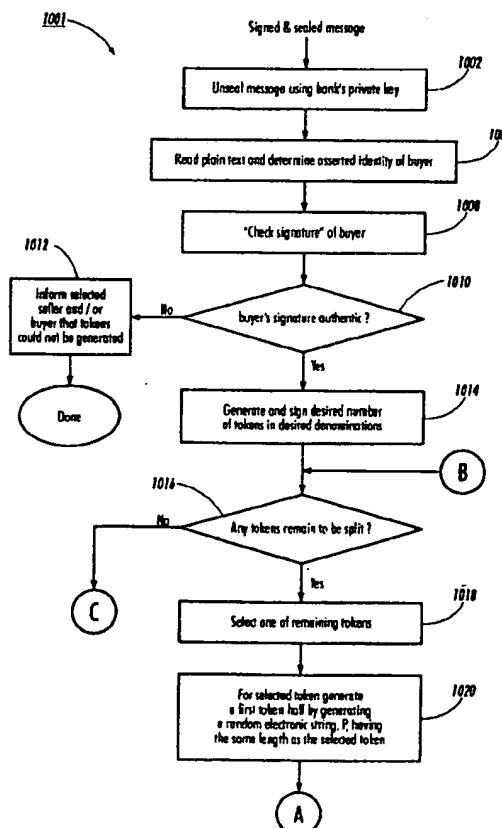 1001
Signed & sealed message
1002
Unseal message using bank's private key
Read plain text and determine asserted identity of buyer
1008
"Check signature" of buyer
1012
1010
Inform selected
seller and / or
buyer that tokens
could not be generated
No
buyer's signature authentic ?
Yes
Done
1014
Generate and sign desired number
of tokens in desired denominations
B
1016
No
Any tokens remain to be split ?
C
Yes
1018
Select one of remaining tokens
1020
For selected token generate
a first token half by generating
a random electronic string, P, having
the same length as the selected token
A